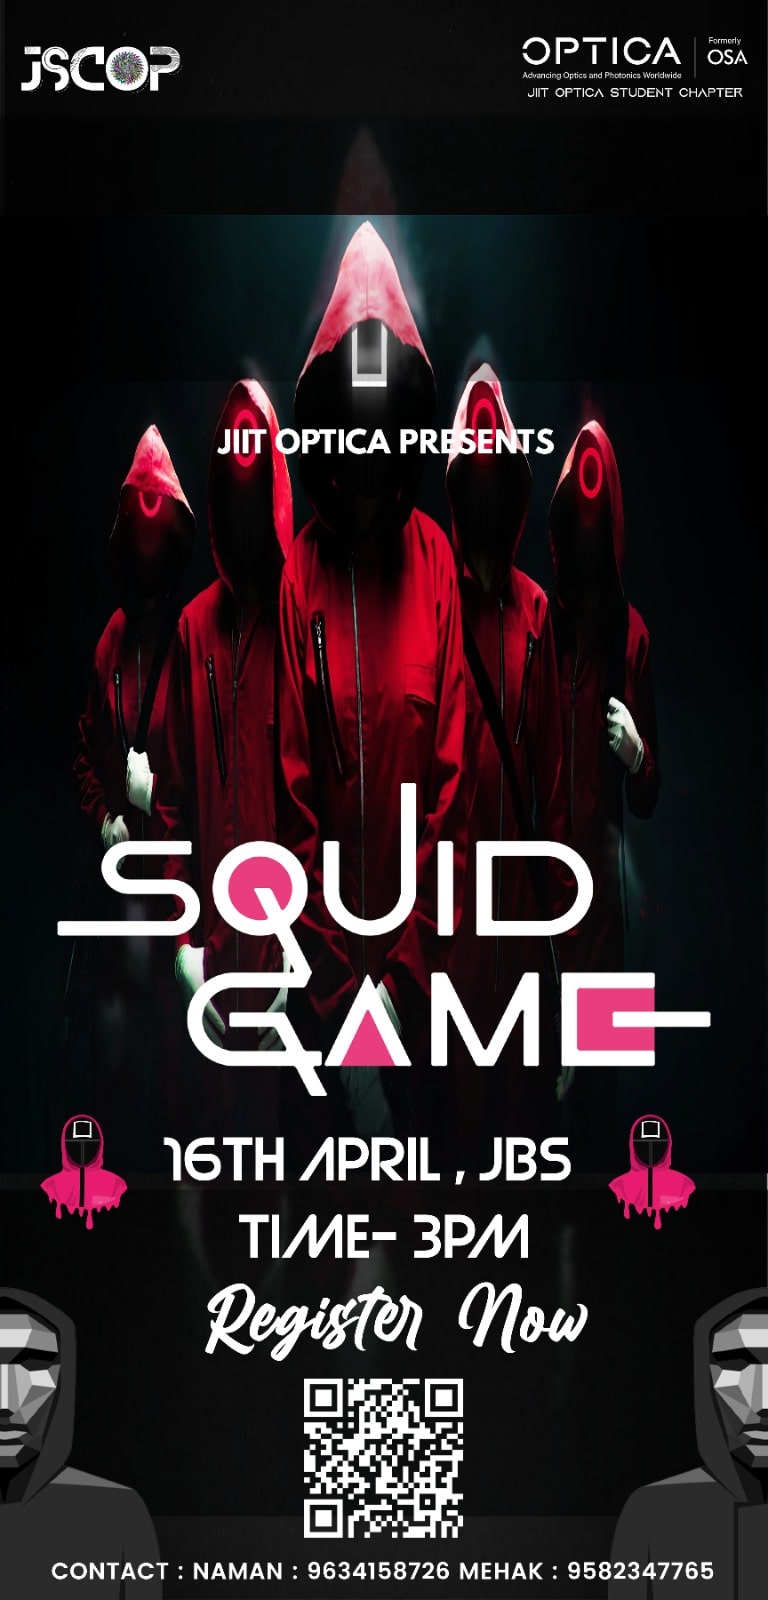 JSCOP
OPTICA
Formerly
OSA
Advancing Optics and Photonics Worldwide
JIIT OPTICA STUDENT CHAPTER
JIIT OPTICA PRESENTS
SQUID
GAME
16TH APRIL , JBS
TIME- 3PM
Register Now
CONTACT : NAMAN : 9634158726 MEHAK : 9582347765